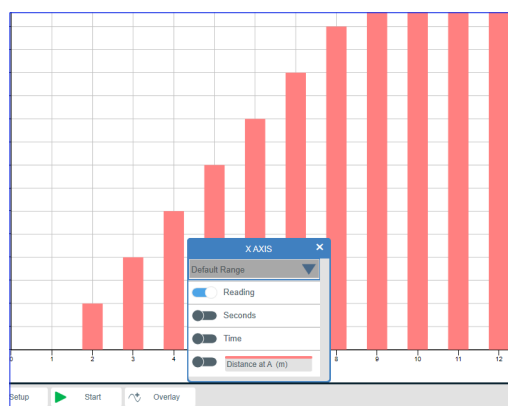 X AXIS ×
Default Range
Reading
Seconds
Time
Distance at A (m)
0 1 2 3 4 8 9 10 11 12
Setup Start Overlay